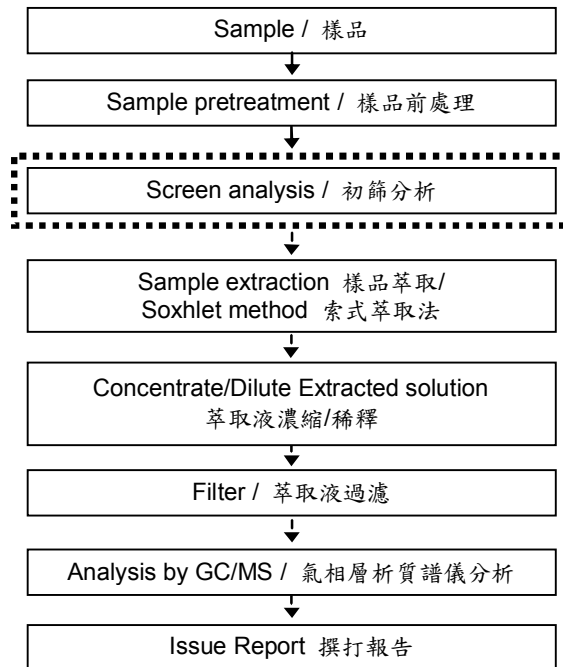 Sample / 樣品
Sample pretreatment / 樣品前處理
Screen analysis / 初篩分析
Sample extraction 樣品萃取/
Soxhlet method 索式萃取法
Concentrate/Dilute Extracted solution
萃取液濃縮/稀釋
Filter / 萃取液過濾
Analysis by GC/MS / 氣相層析質譜儀分析
Issue Report 撰打報告